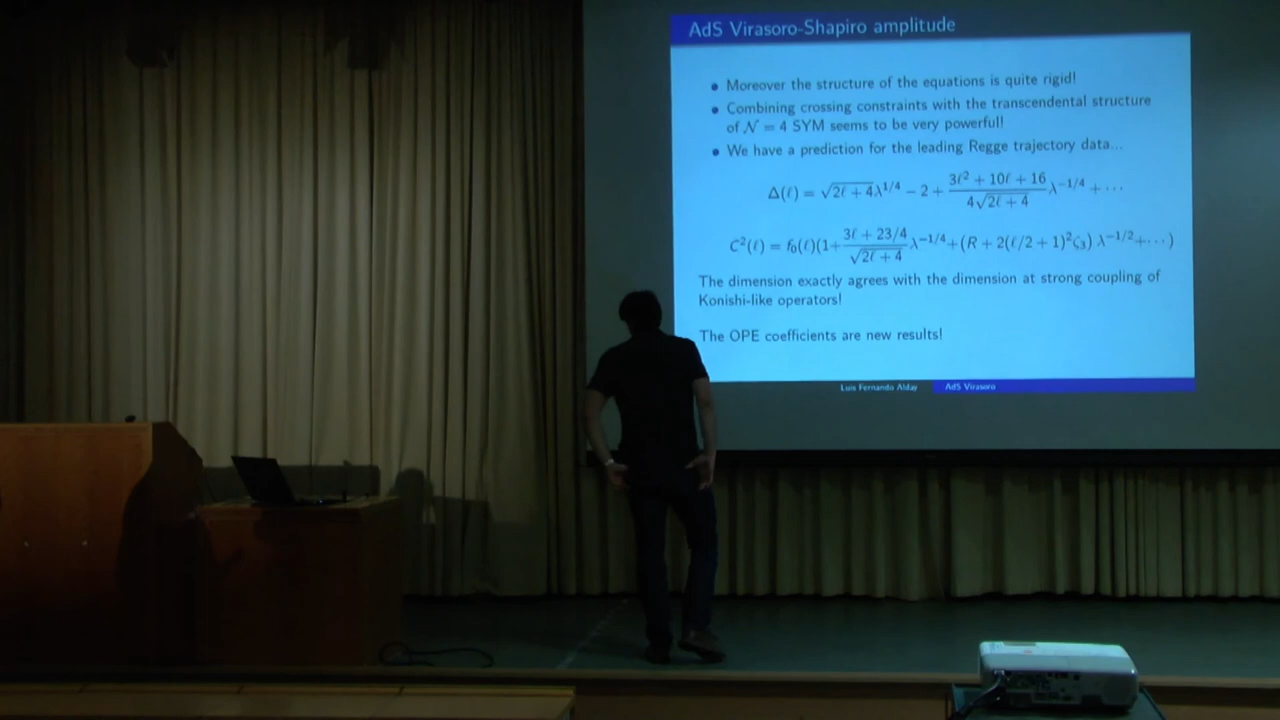 AdS Virasoro-Shapiro amplitude
Moreover the structure of the equations is quite rigid!
Combining crossing constraints with the transcendental structure
of 𝒩 = 4 SYM seems to be very powerful!
We have a prediction for the leading Regge trajectory data...
Δ(ℓ) = √(2ℓ + 4) λ^{1/4} − 2 + (3ℓ² + 10ℓ + 16)/(4√(2ℓ + 4)) λ^{−1/4} + ⋯
C²(ℓ) = f₀(ℓ)(1 + (3ℓ + 23/4)/√(2ℓ + 4) λ^{−1/4} + (R + 2(ℓ/2 + 1)²ζ₃) λ^{−1/2} + ⋯)
The dimension exactly agrees with the dimension at strong coupling of
Konishi-like operators!
The OPE coefficients are new results!
Luis Fernando Alday AdS Virasoro